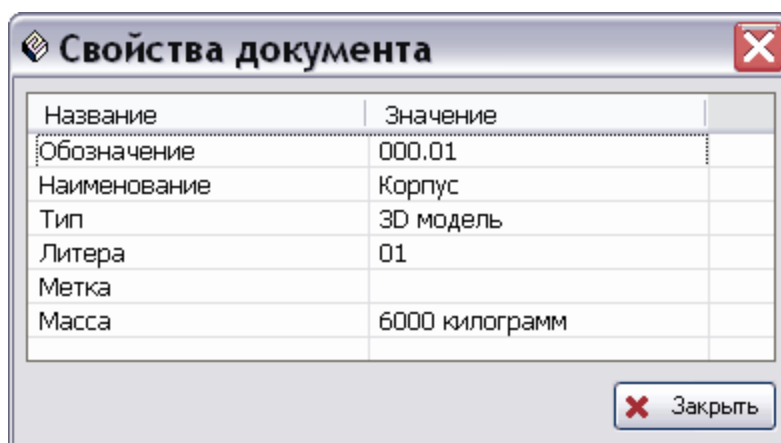 Свойства документа
Название Значение
Обозначение 000.01
Наименование Корпус
Тип 3D модель
Литера 01
Метка
Масса 6000 килограмм
Закрыть